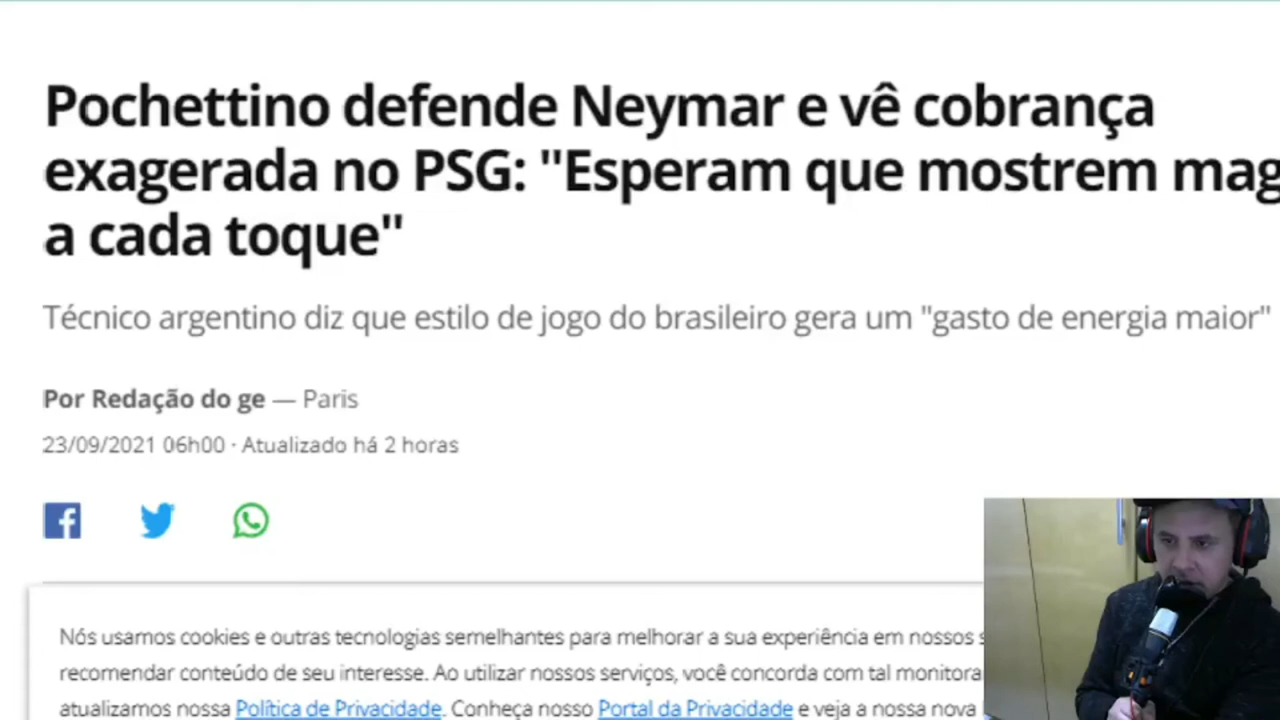 Pochettino defende Neymar e vê cobrança
exagerada no PSG: "Esperam que mostrem mag
a cada toque"
Técnico argentino diz que estilo de jogo do brasileiro gera um "gasto de energia maior"
Por Redação do ge — Paris
23/09/2021 06h00 · Atualizado há 2 horas
Nós usamos cookies e outras tecnologias semelhantes para melhorar a sua experiência em nossos s
recomendar conteúdo de seu interesse. Ao utilizar nossos serviços, você concorda com tal monitora
atualizamos nossa Política de Privacidade. Conheça nosso Portal da Privacidade e veja a nossa nova